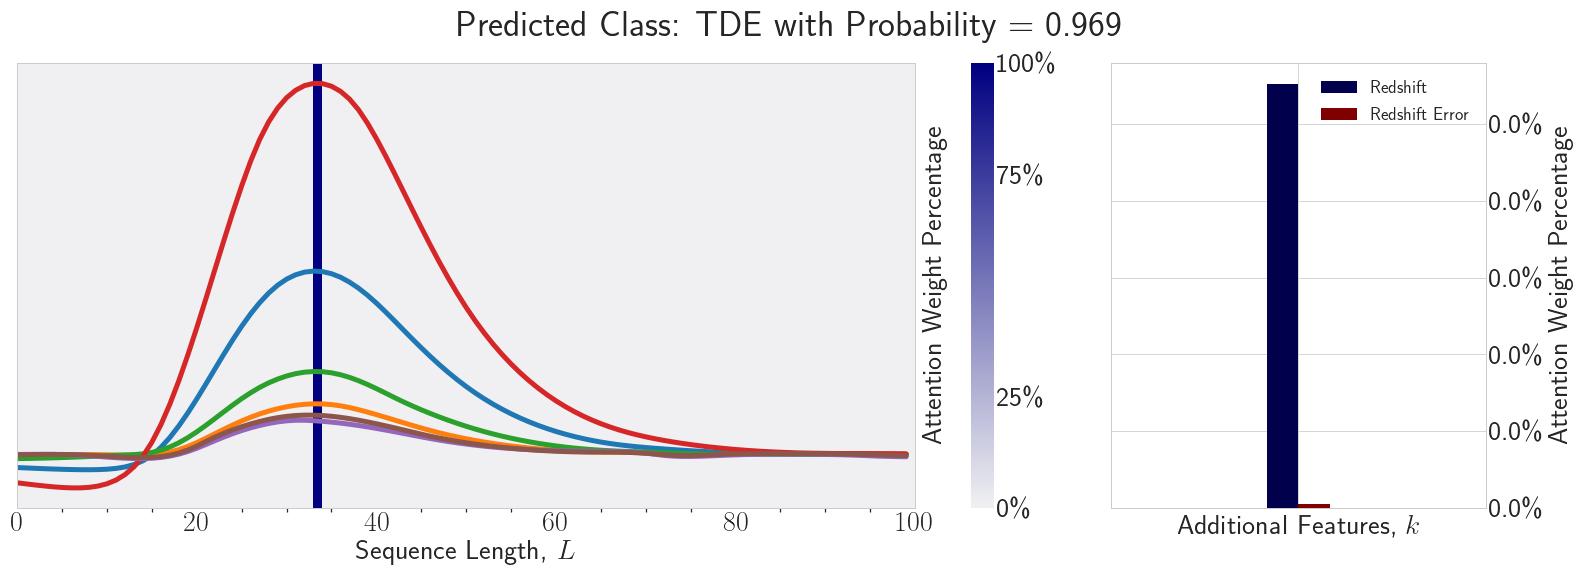 Predicted Class: TDE with Probability = 0.969
0 20 40 60 80 100
Sequence Length, L
Attention Weight Percentage
100%
75%
25%
0%
Redshift
Redshift Error
0.0%
0.0%
0.0%
0.0%
0.0%
0.0%
Additional Features, k
Attention Weight Percentage